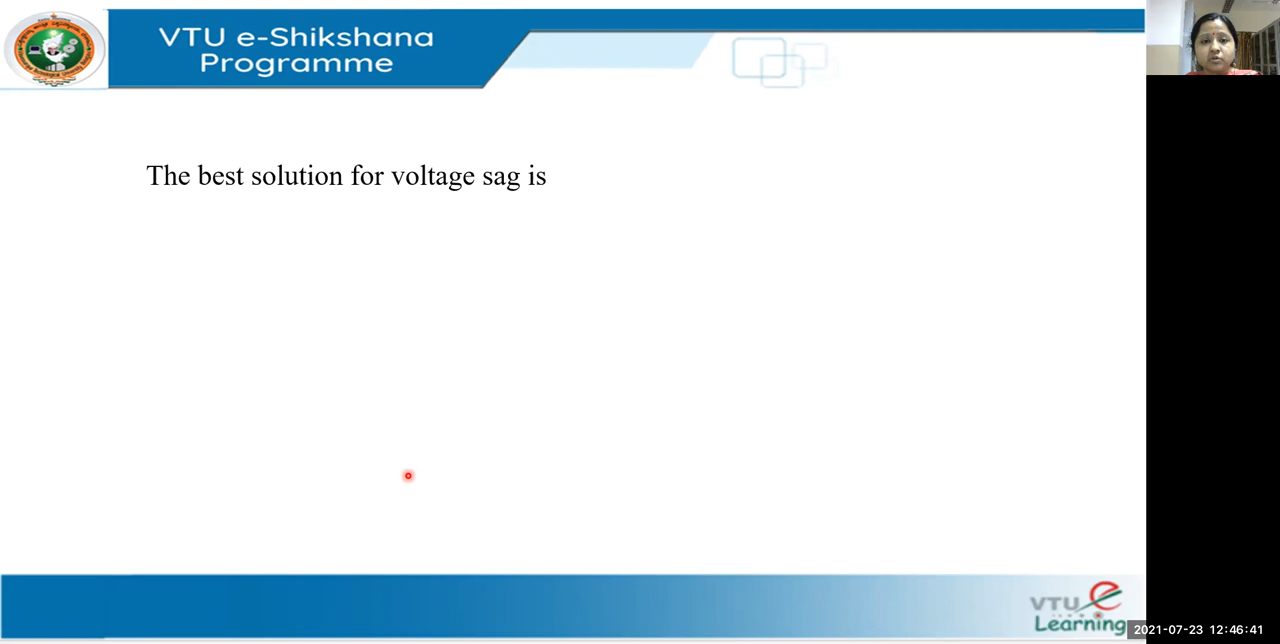 VTU e-Shikshana
Programme
The best solution for voltage sag is
VTU e
Learning
2021-07-23 12:46:41